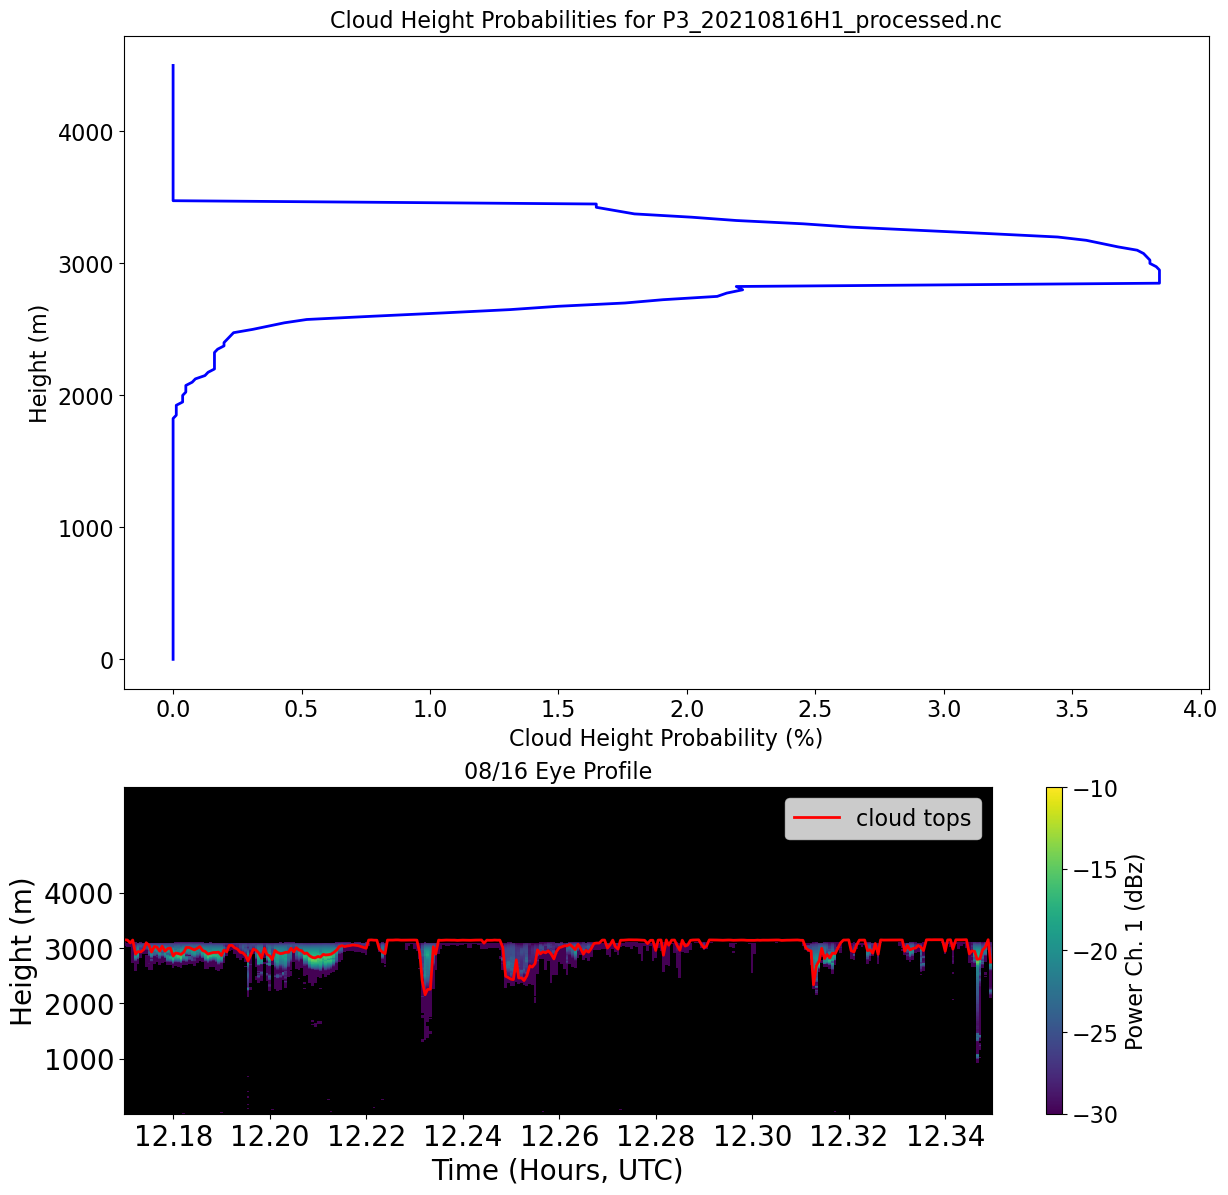 Cloud Height Probabilities for P3_20210816H1_processed.nc
4000
3000
2000
1000
0
Height (m)
0.0 0.5 1.0 1.5 2.0 2.5 3.0 3.5 4.0
Cloud Height Probability (%)
08/16 Eye Profile
cloud tops
4000
3000
2000
1000
Height (m)
12.18 12.20 12.22 12.24 12.26 12.28 12.30 12.32 12.34
Time (Hours, UTC)
−10
−15
−20
−25
−30
Power Ch. 1 (dBz)